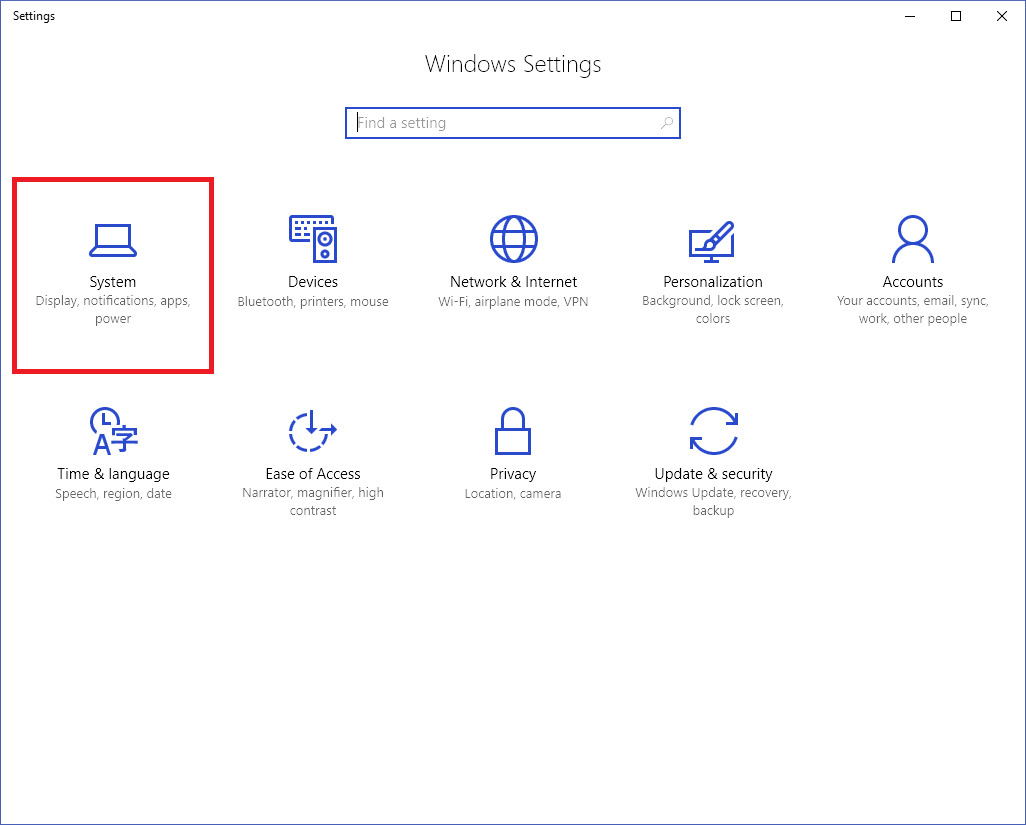 Settings
Windows Settings
Find a setting
System
Display, notifications, apps,
power
Devices
Bluetooth, printers, mouse
Network & Internet
Wi-Fi, airplane mode, VPN
Personalization
Background, lock screen,
colors
Accounts
Your accounts, email, sync,
work, other people
A字
Time & language
Speech, region, date
Ease of Access
Narrator, magnifier, high
contrast
Privacy
Location, camera
Update & security
Windows Update, recovery,
backup